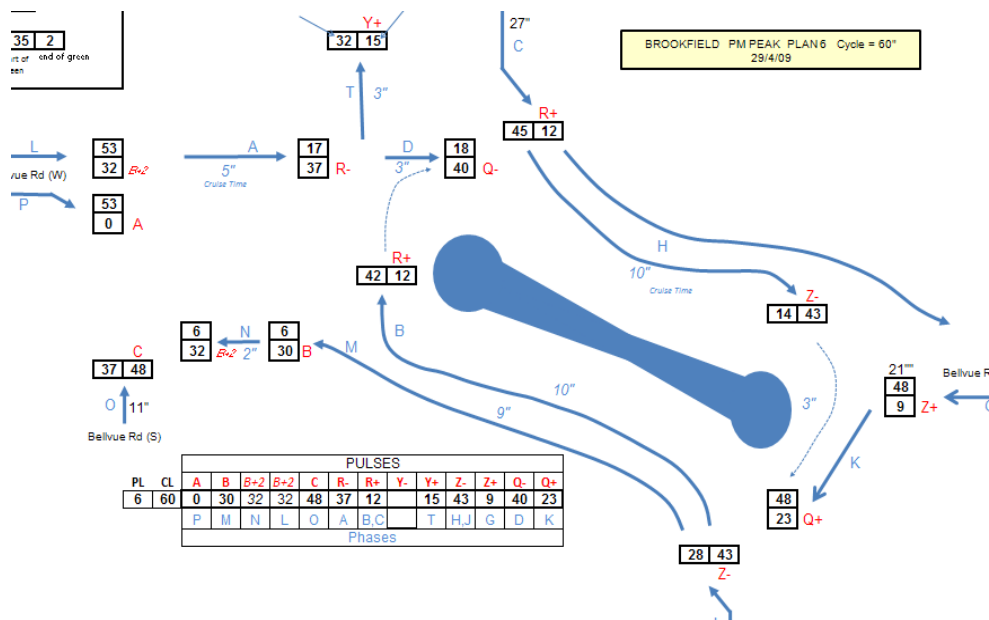 35 2
end of green
Y+
32 15
27"
C
BROOKFIELD PM PEAK PLAN 6 Cycle = 60"
29/4/09
T
3"
R+
45 12
L
53
32 B+2
A
5"
Cruise Time
17
37 R-
D
3"
18
40 Q-
Rd (W)
P
53
0 A
H
R+
42 12
10"
Cruise Time
Z-
14 43
N
2"
6
32 B+2
6
30 B
M
B
C
37 48
O
11"
Bellvue Rd (S)
10"
9"
3"
21""
48
9 Z+
Bellvue
K
48
23 Q+
PULSES
PL CL A B B+2 B+2 C R- R+ Y- Y+ Z- Z+ Q- Q+
6 60 0 30 32 32 48 37 12 15 43 9 40 23
P M N L O A B,C T H,J G D K
Phases
28 43
Z-